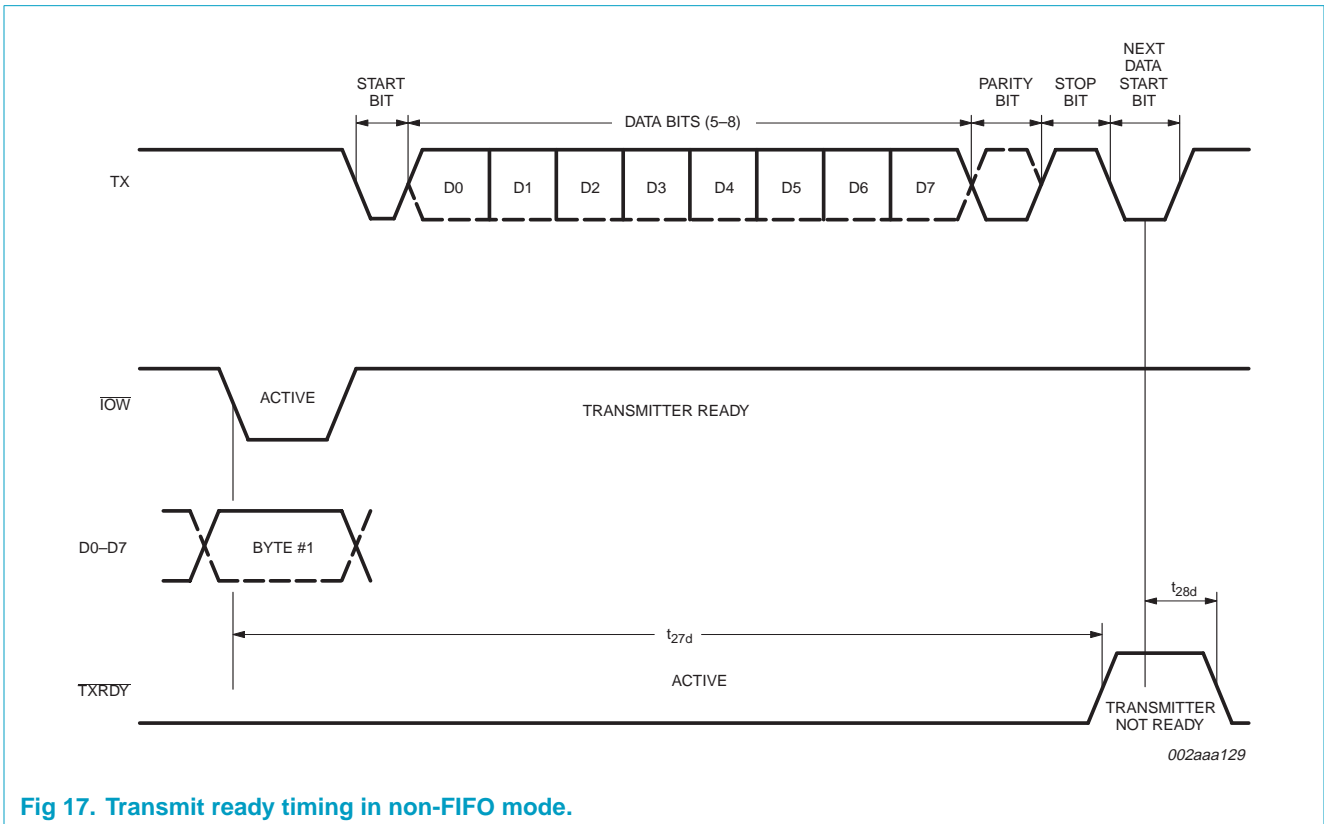 START
BIT
DATA BITS (5–8)
PARITY
BIT
STOP
BIT
NEXT
DATA
START
BIT
TX
D0
D1
D2
D3
D4
D5
D6
D7
IOW
ACTIVE
TRANSMITTER READY
D0–D7
BYTE #1
t28d
t27d
TXRDY
ACTIVE
TRANSMITTER
NOT READY
002aaa129
Fig 17. Transmit ready timing in non-FIFO mode.